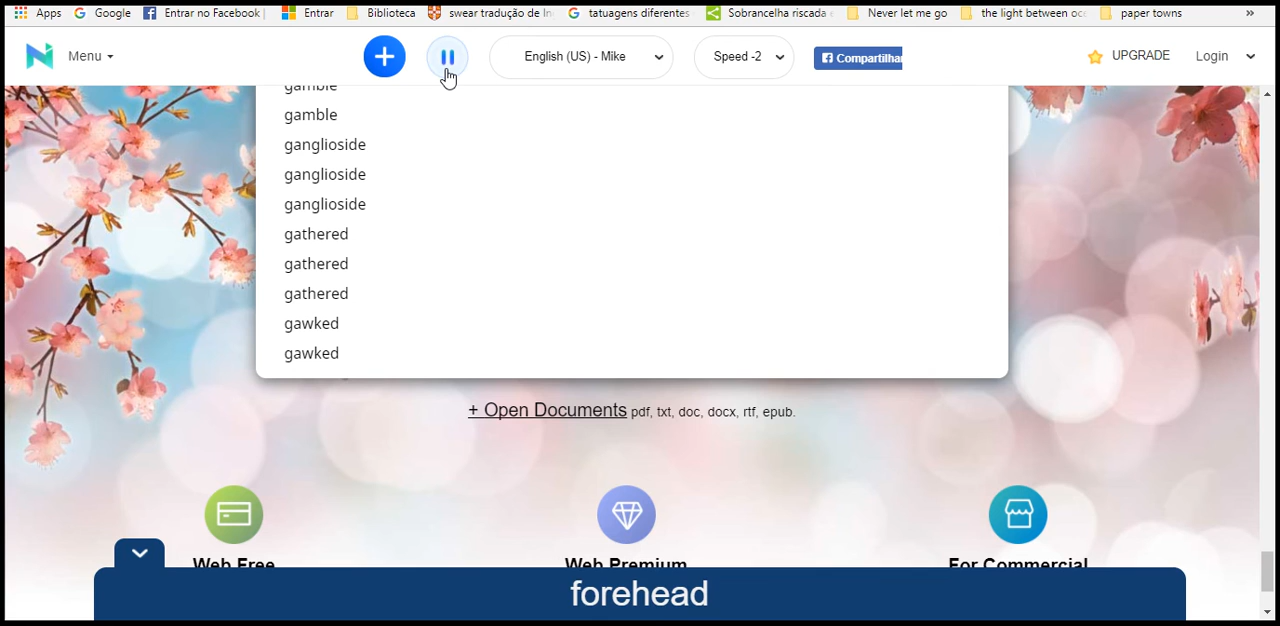 Apps Google Entrar no Facebook Entrar Biblioteca swear tradução de In tatuagens diferentes Sobrancelha riscada Never let me go the light between oce paper towns »
Menu English (US) - Mike Speed -2 Compartilhar UPGRADE Login
gamble
gamble
ganglioside
ganglioside
ganglioside
gathered
gathered
gathered
gawked
gawked
+ Open Documents pdf, txt, doc, docx, rtf, epub.
Web Free Web Premium For Commercial
forehead